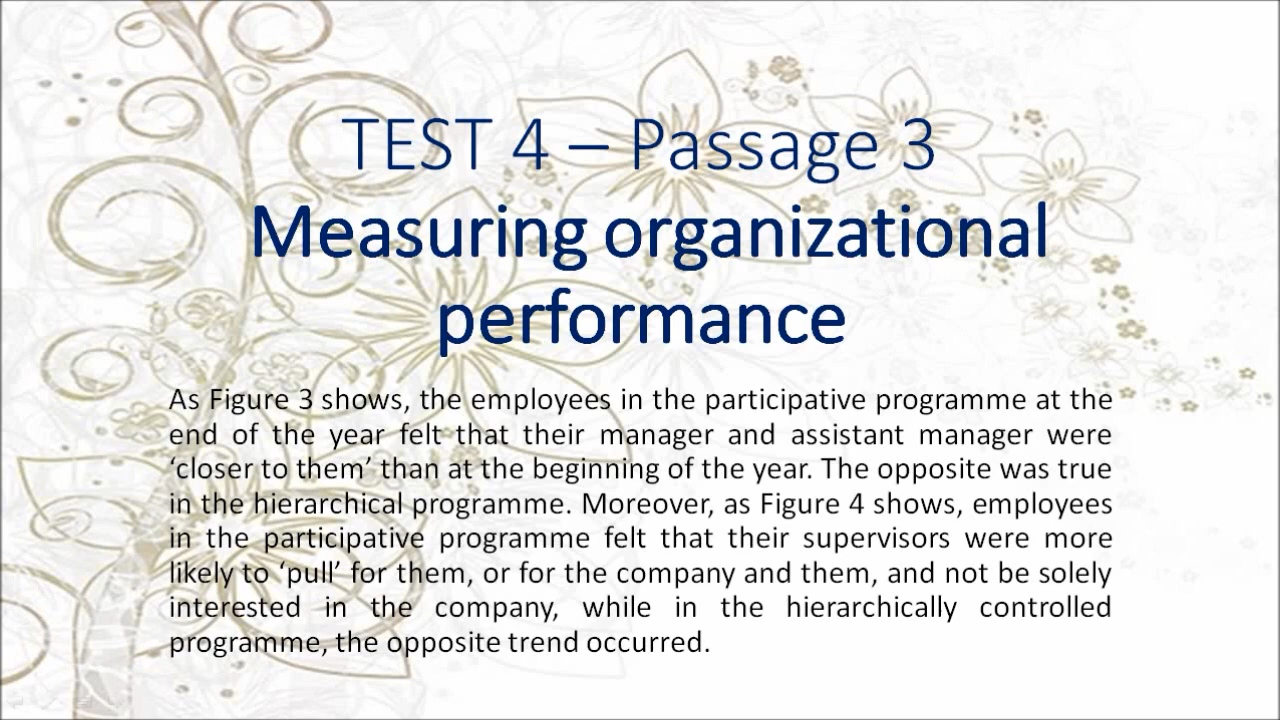 TEST 4 – Passage 3
Measuring organizational
performance
As Figure 3 shows, the employees in the participative programme at the
end of the year felt that their manager and assistant manager were
‘closer to them’ than at the beginning of the year. The opposite was true
in the hierarchical programme. Moreover, as Figure 4 shows, employees
in the participative programme felt that their supervisors were more
likely to ‘pull’ for them, or for the company and them, and not be solely
interested in the company, while in the hierarchically controlled
programme, the opposite trend occurred.